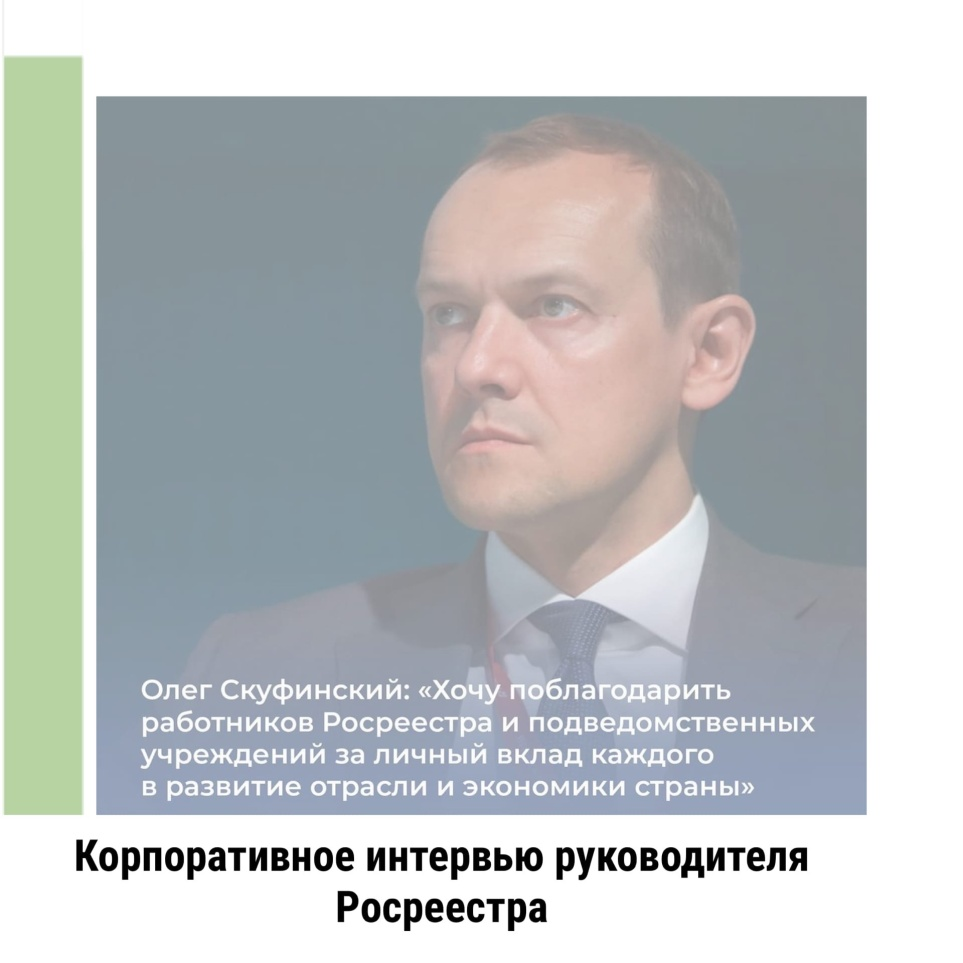 Олег Скуфинский: «Хочу поблагодарить
работников Росреестра и подведомственных
учреждений за личный вклад каждого
в развитие отрасли и экономики страны»
Корпоративное интервью руководителя
Росреестра